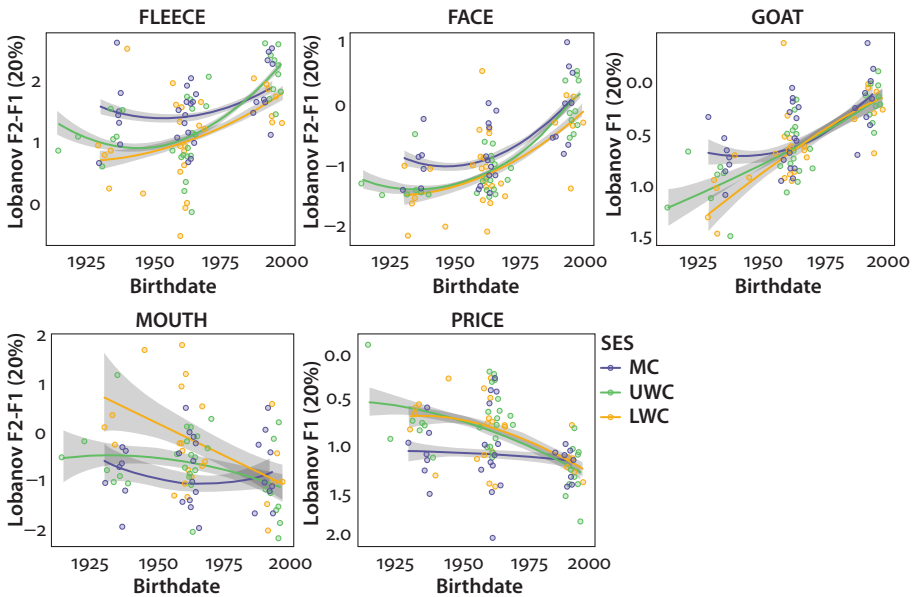 FLEECE
Lobanov F2-F1 (20%)
2
1
0
1925
1950
1975
2000
Birthdate
FACE
Lobanov F2-F1 (20%)
1
0
−1
−2
1925
1950
1975
2000
Birthdate
GOAT
Lobanov F1 (20%)
0.0
0.5
1.0
1.5
1925
1950
1975
2000
Birthdate
MOUTH
Lobanov F2-F1 (20%)
2
1
0
−1
−2
1925
1950
1975
2000
Birthdate
PRICE
Lobanov F1 (20%)
0.0
0.5
1.0
1.5
2.0
1925
1950
1975
2000
Birthdate
SES
MC
UWC
LWC